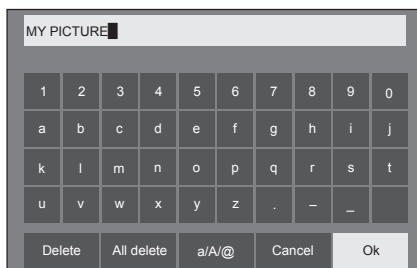 MY PICTURE
1 2 3 4 5 6 7 8 9 0
a b c d e f g h i j
k l m n o p q r s t
u v w x y z . – _
Delete All delete a/A/@ Cancel Ok